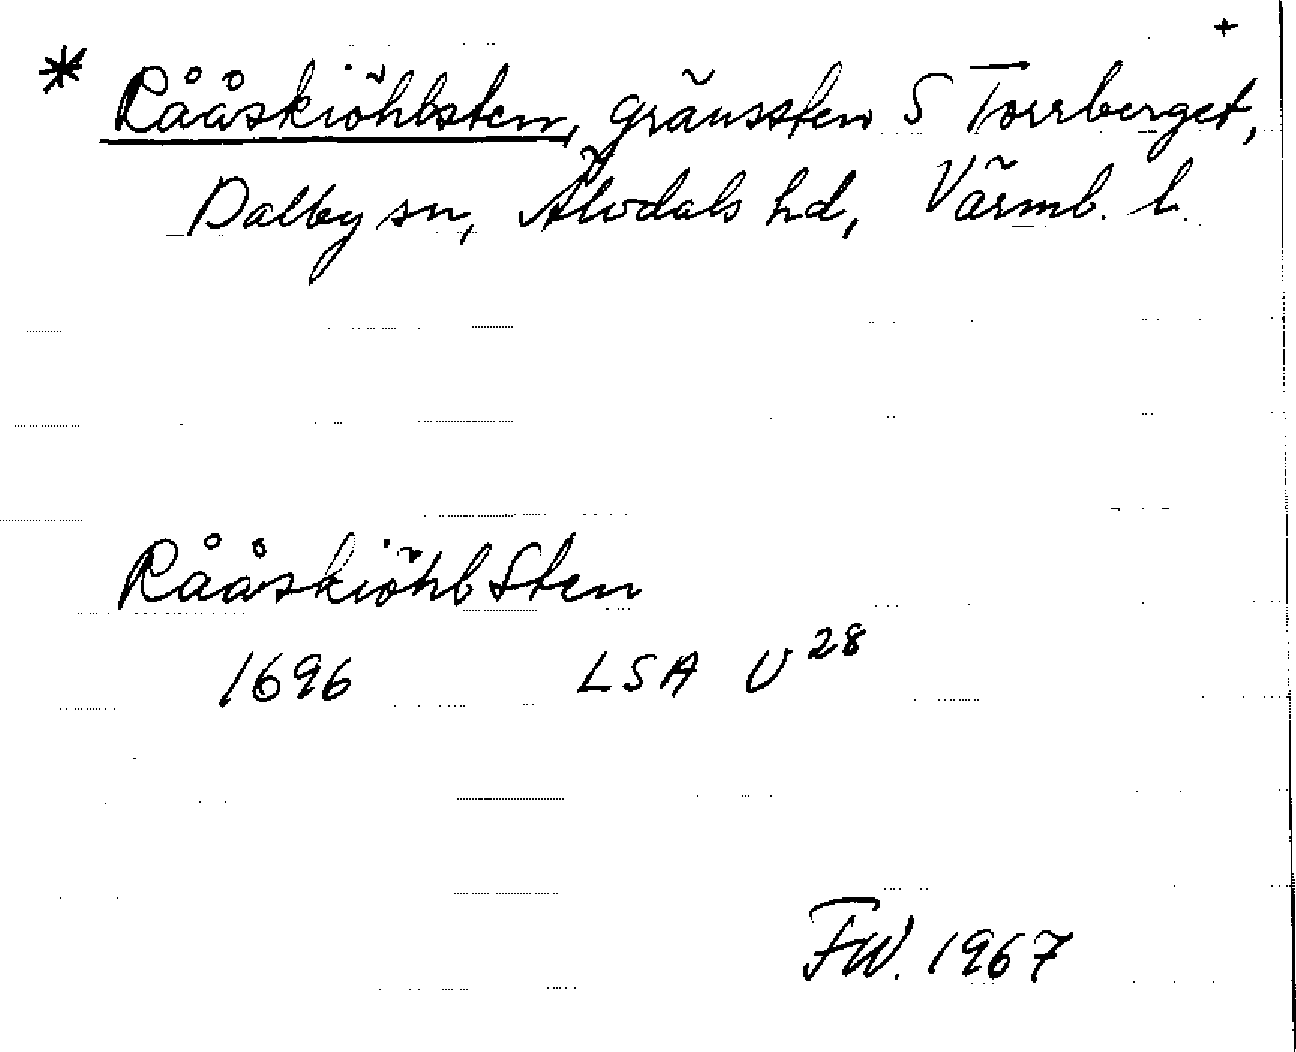 +
* Rååskiöhlsten, gränssten S Torrberget,
Dalby sn, Älvdals hd, Värml. l.
RååskiöhlSten
1696 LSA U²⁸
FW. 1967